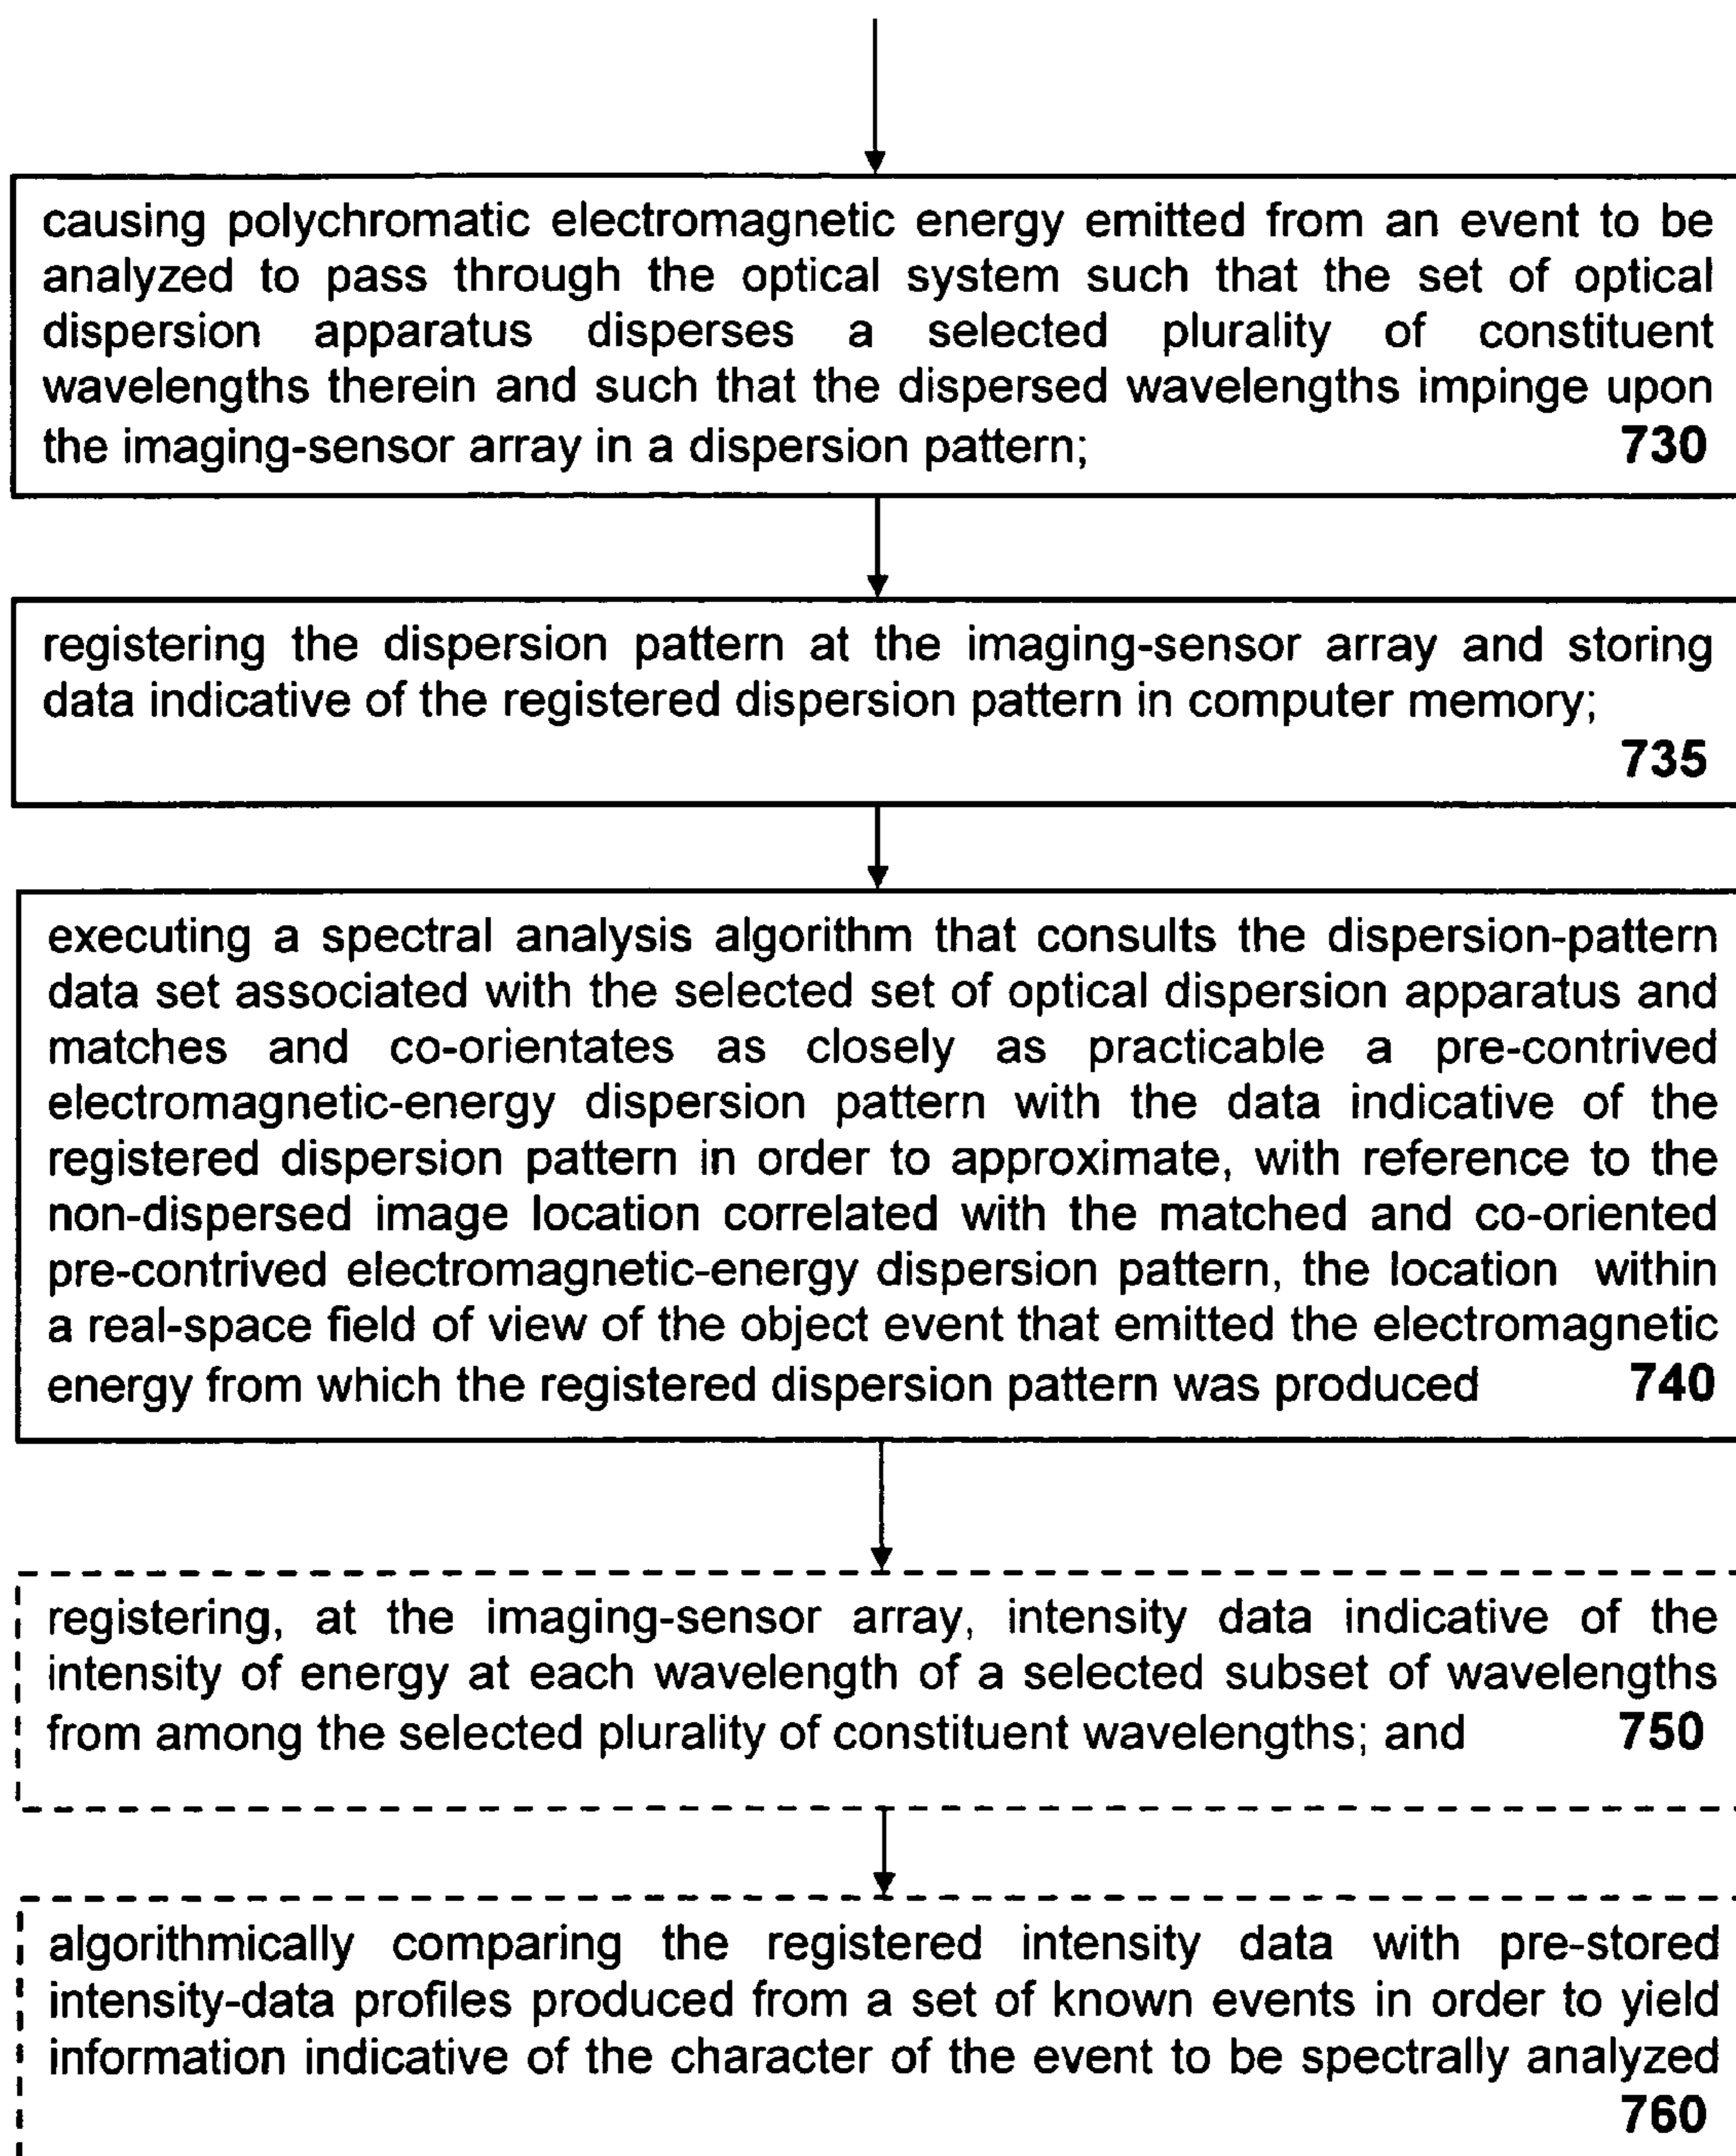 causing polychromatic electromagnetic energy emitted from an event to be
analyzed to pass through the optical system such that the set of optical
dispersion apparatus disperses a selected plurality of constituent
wavelengths therein and such that the dispersed wavelengths impinge upon
the imaging-sensor array in a dispersion pattern; 730
registering the dispersion pattern at the imaging-sensor array and storing
data indicative of the registered dispersion pattern in computer memory;
735
executing a spectral analysis algorithm that consults the dispersion-pattern
data set associated with the selected set of optical dispersion apparatus and
matches and co-orientates as closely as practicable a pre-contrived
electromagnetic-energy dispersion pattern with the data indicative of the
registered dispersion pattern in order to approximate, with reference to the
non-dispersed image location correlated with the matched and co-oriented
pre-contrived electromagnetic-energy dispersion pattern, the location within
a real-space field of view of the object event that emitted the electromagnetic
energy from which the registered dispersion pattern was produced 740
registering, at the imaging-sensor array, intensity data indicative of the
intensity of energy at each wavelength of a selected subset of wavelengths
from among the selected plurality of constituent wavelengths; and 750
algorithmically comparing the registered intensity data with pre-stored
intensity-data profiles produced from a set of known events in order to yield
information indicative of the character of the event to be spectrally analyzed
760